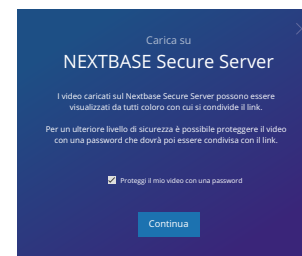 Carica su
NEXTBASE Secure Server
I video caricati sul Nextbase Secure Server possono essere
visualizzati da tutti coloro con cui si condivide il link.
Per un ulteriore livello di sicurezza è possibile proteggere il video
con una password che dovrà poi essere condivisa con il link.
Proteggi il mio video con una password
Continua